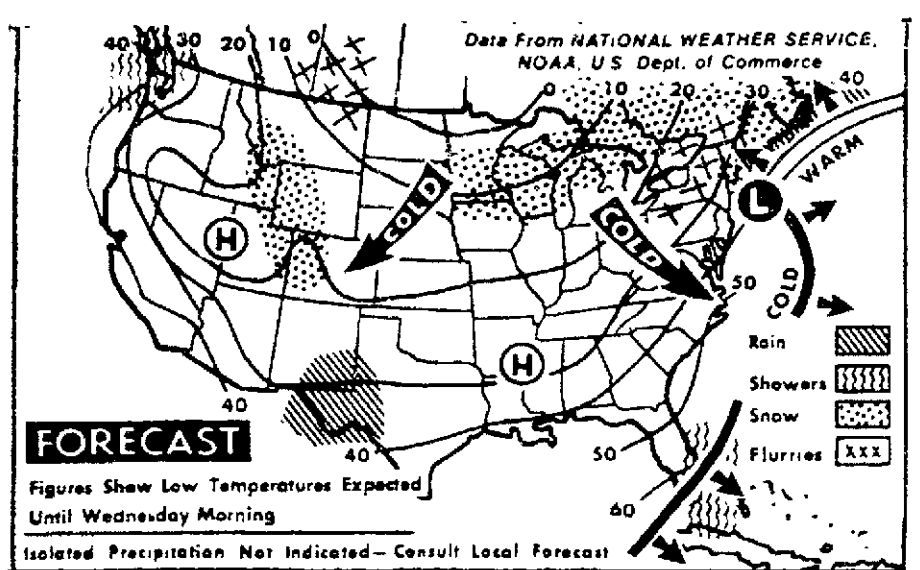 Data From NATIONAL WEATHER SERVICE,
NOAA, U.S. Dept. of Commerce
40 30 20 10 0
0 10 20 30 40
WARM
L
COLD
COLD
COLD
H
H
50
40
40
50
60
Rain
Showers
Snow
Flurries XXX
FORECAST
Figures Show Low Temperatures Expected
Until Wednesday Morning
Isolated Precipitation Not Indicated – Consult Local Forecast